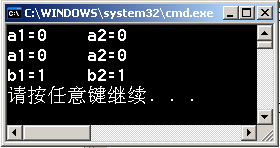 C:\WINDOWS\system32\cmd.exe
a1=0 a2=0
a1=0 a2=0
b1=1 b2=1
请按任意键继续. . .